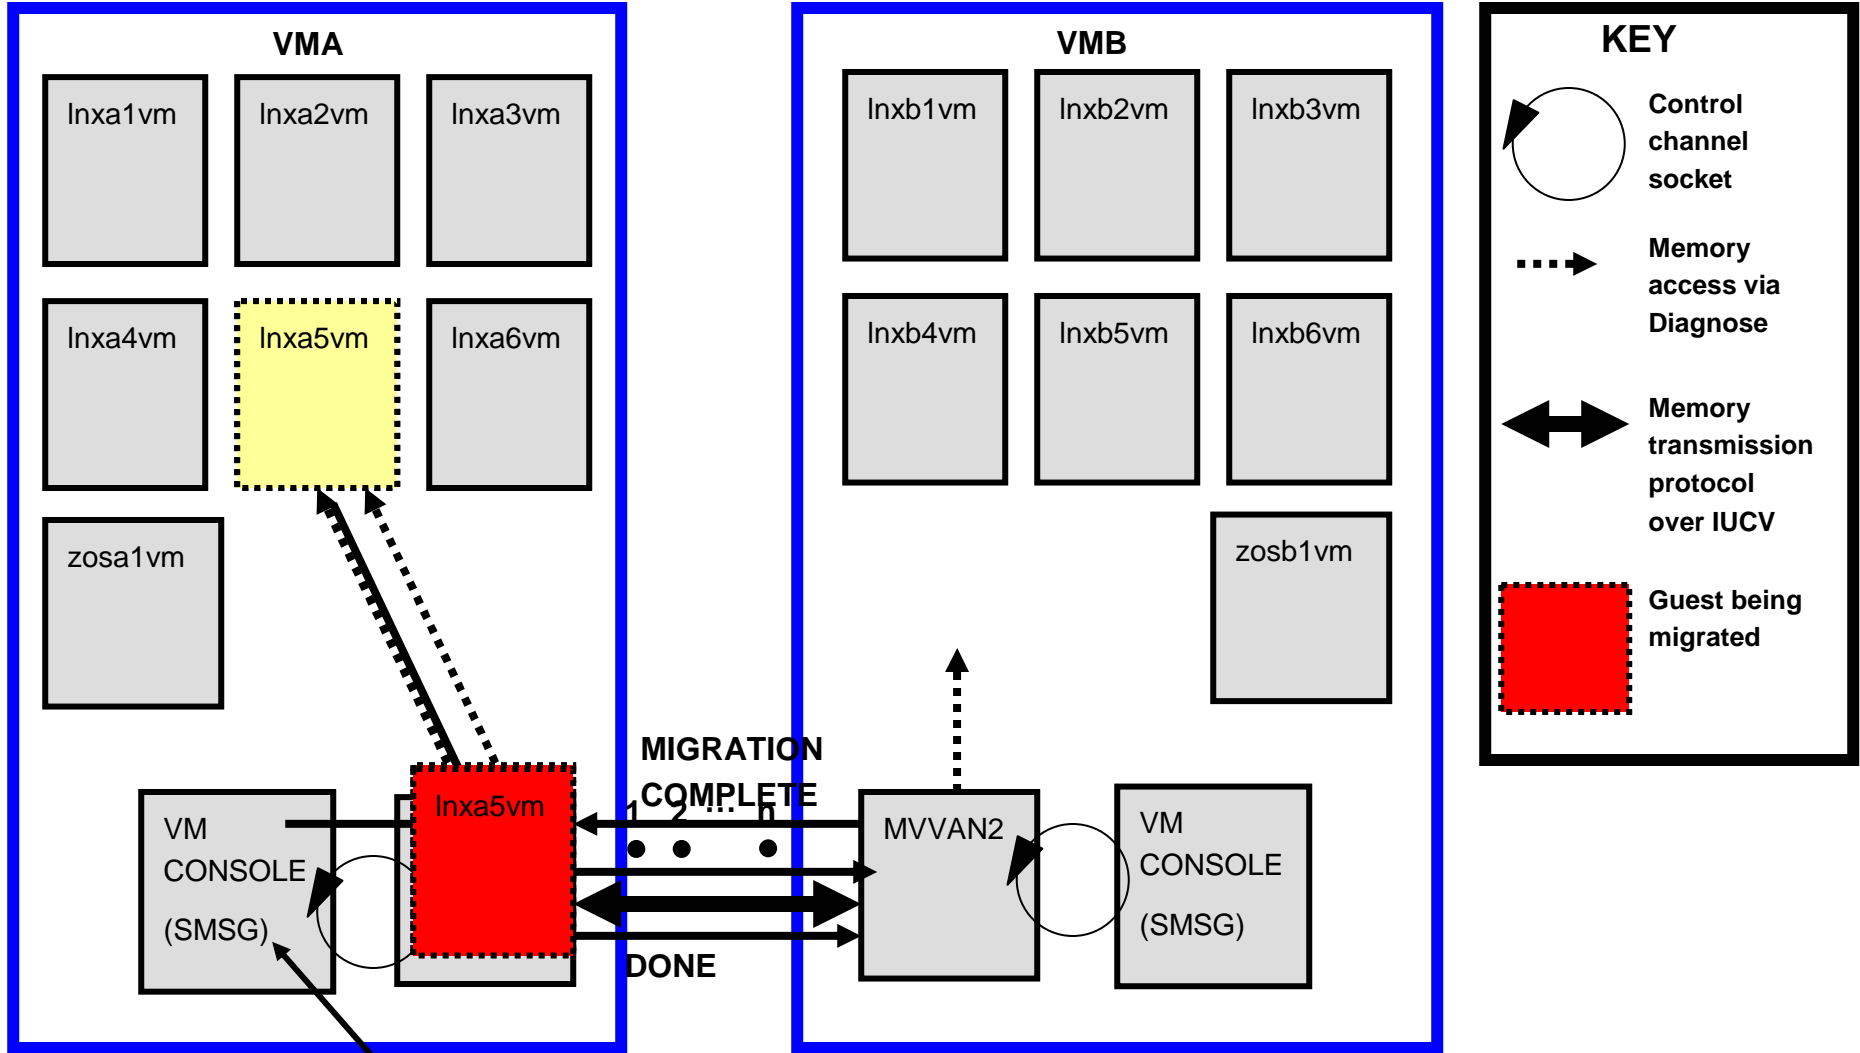 VMA
lnxa1vm
lnxa2vm
lnxa3vm
lnxa4vm
lnxa5vm
lnxa6vm
zosa1vm
VM
CONSOLE
(SMSG)
lnxa5vm
MIGRATION
COMPLETE
1 2 ... n
DONE
VMB
lnxb1vm
lnxb2vm
lnxb3vm
lnxb4vm
lnxb5vm
lnxb6vm
zosb1vm
MVVAN2
VM
CONSOLE
(SMSG)
KEY
Control
channel
socket
Memory
access via
Diagnose
Memory
transmission
protocol
over IUCV
Guest being
migrated